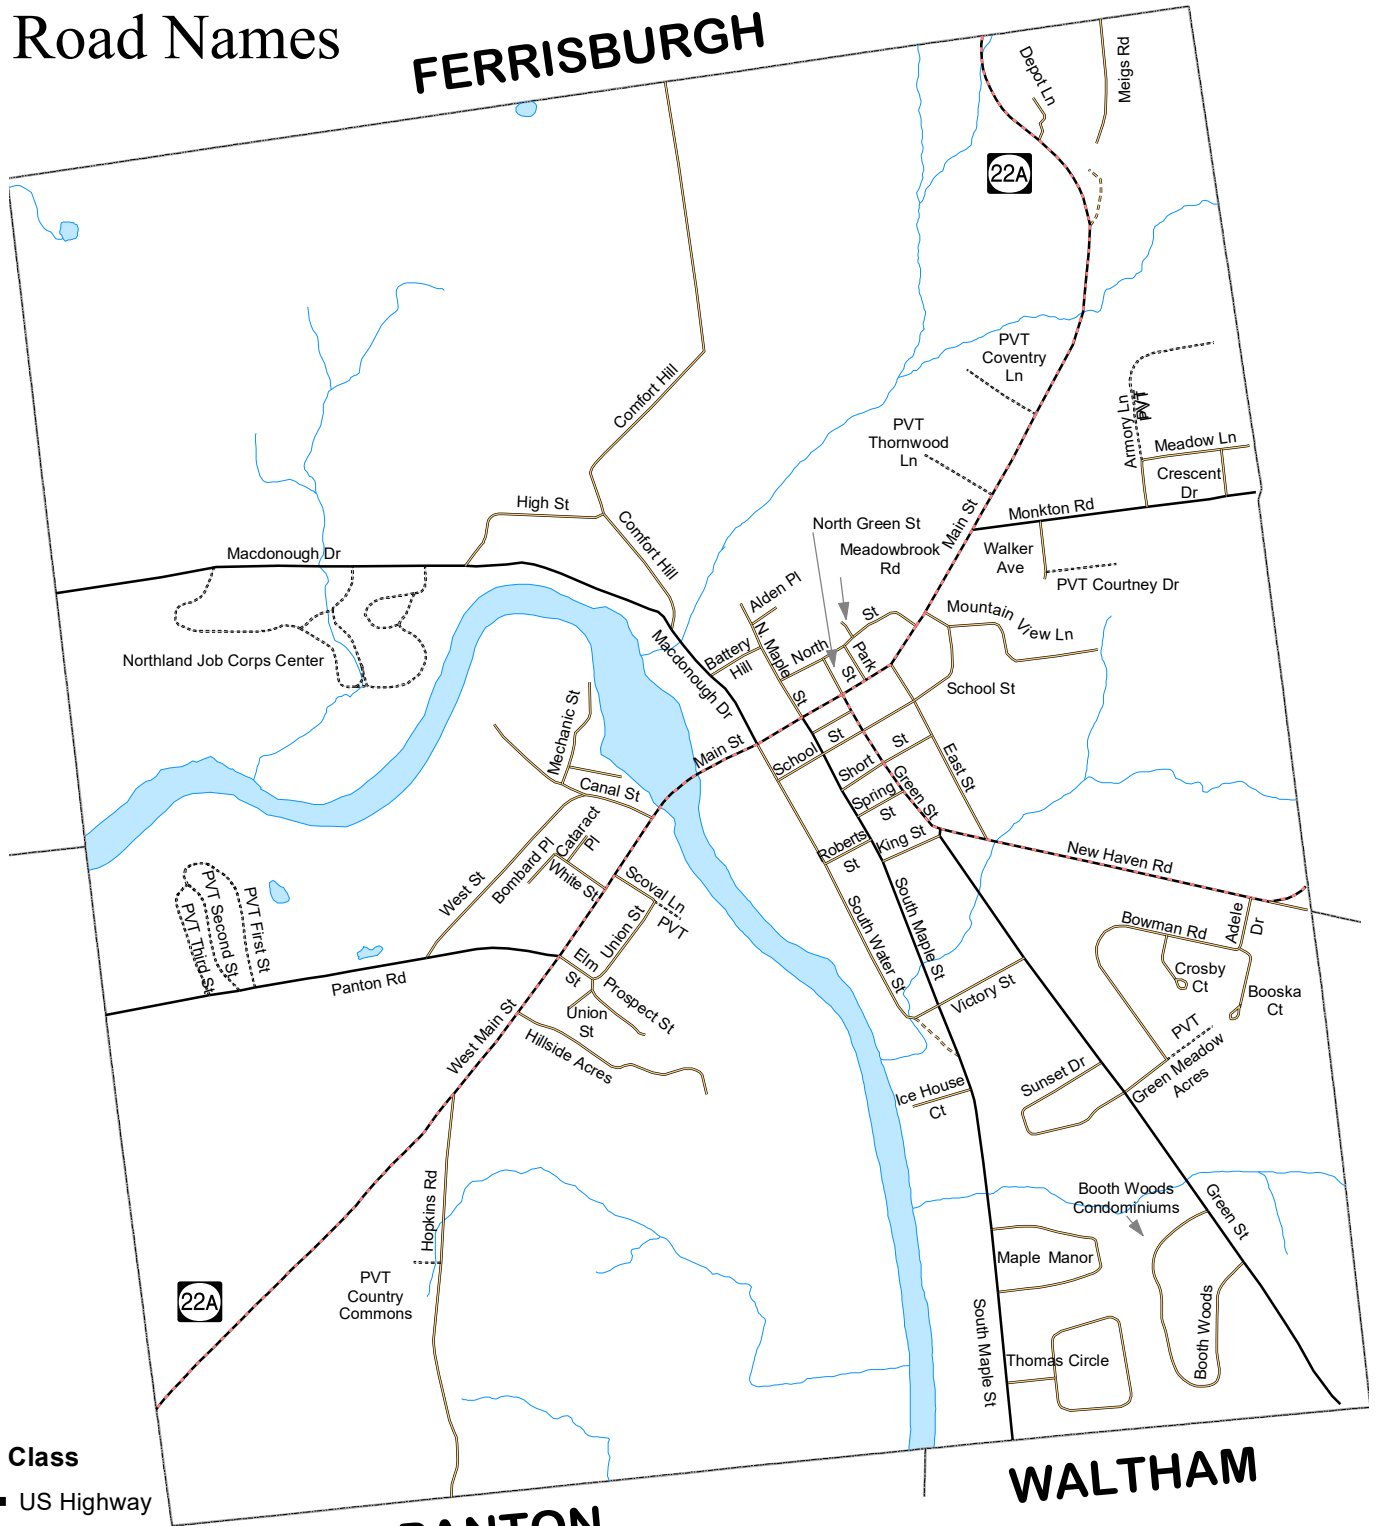 Road Names
FERRISBURGH
Depot Ln
Meigs Rd
22A
PVT
Coventry
Ln
Comfort Hill
PVT
Thornwood
Ln
Armory Ln
PVT
Meadow Ln
Crescent
Dr
High St
Monkton Rd
Main St
North Green St
Comfort Hill
Meadowbrook
Rd
Walker
Ave
Macdonough Dr
PVT Courtney Dr
Alden Pl
Mountain View Ln
N. Maple St
North St
Park St
Battery
Hill
Northland Job Corps Center
Macdonough Dr
School St
Mechanic St
Main St
School St
Short St
East St
Green St
Canal St
Spring
St
Cataract
Pl
Roberts
St
King St
New Haven Rd
Bombard Pl
White St
West St
Scoval Ln
PVT
Union St
PVT First St
PVT Second St
PVT Third St
South Water St
South Maple St
Adele
Dr
Bowman Rd
Crosby
Ct
Booska
Ct
Panton Rd
Elm
St
Prospect St
Union
St
Victory St
PVT
West Main St
Hillside Acres
Green Meadow
Acres
Sunset Dr
Ice House
Ct
Hopkins Rd
Booth Woods
Condominiums
Green St
Maple Manor
PVT
Country
Commons
22A
Booth Woods
South Maple St
Thomas Circle
Class
US Highway
WALTHAM
PANTON